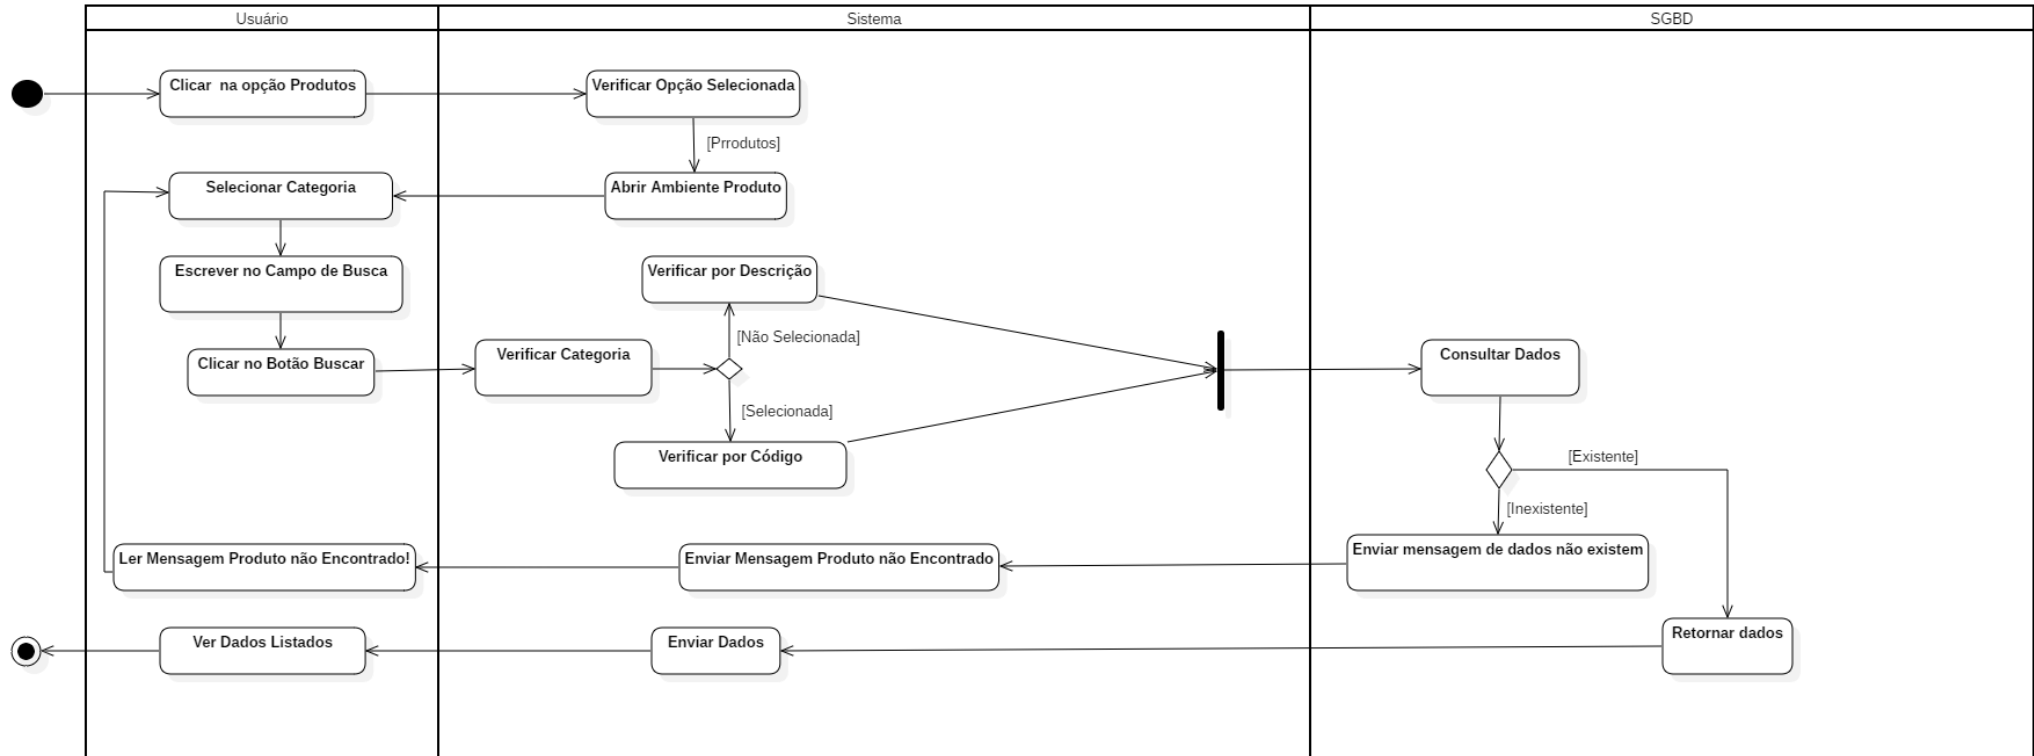 Usuário
Sistema
SGBD
Clicar  na opção Produtos
Verificar Opção Selecionada
[Prrodutos]
Selecionar Categoria
Abrir Ambiente Produto
Escrever no Campo de Busca
Verificar por Descrição
[Não Selecionada]
Clicar no Botão Buscar
Verificar Categoria
Consultar Dados
[Selecionada]
Verificar por Código
[Existente]
[Inexistente]
Ler Mensagem Produto não Encontrado!
Enviar Mensagem Produto não Encontrado
Enviar mensagem de dados não existem
Ver Dados Listados
Enviar Dados
Retornar dados